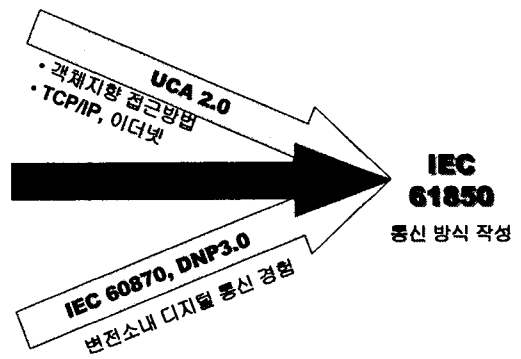 UCA 2.0
• 객체지향 접근방법
• TCP/IP, 이더넷
IEC
61850
통신 방식 작성
IEC 60870, DNP3.0
변전소내 디지털 통신 경험